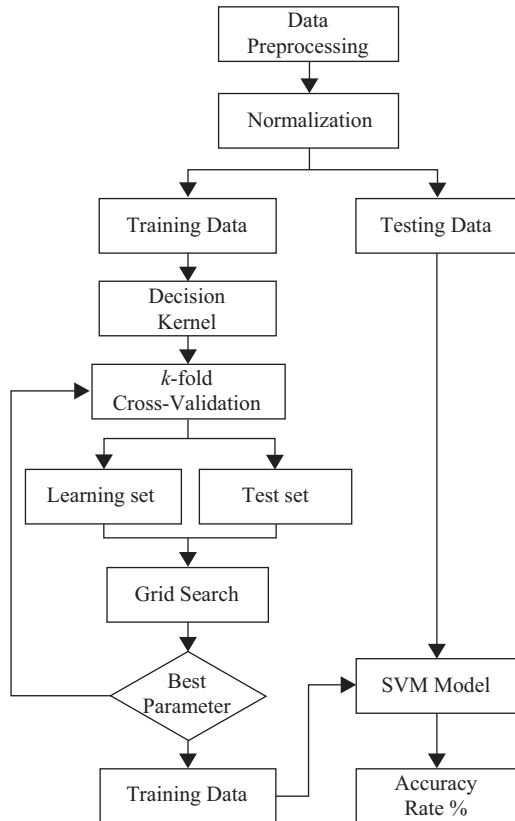 Data
Preprocessing
Normalization
Training Data
Testing Data
Decision
Kernel
k-fold
Cross-Validation
Learning set
Test set
Grid Search
Best
Parameter
SVM Model
Training Data
Accuracy
Rate %